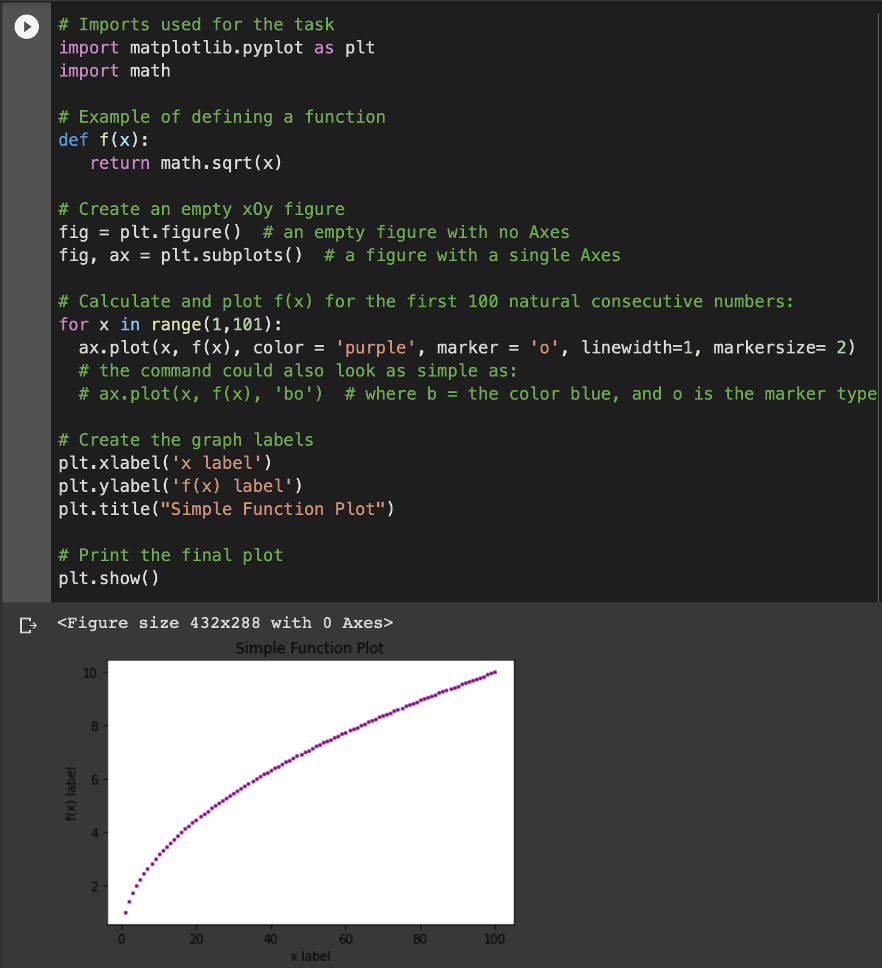 # Imports used for the task
import matplotlib.pyplot as plt
import math
# Example of defining a function
def f(x):
   return math.sqrt(x)
# Create an empty xOy figure
fig = plt.figure()  # an empty figure with no Axes
fig, ax = plt.subplots()  # a figure with a single Axes
# Calculate and plot f(x) for the first 100 natural consecutive numbers:
for x in range(1,101):
  ax.plot(x, f(x), color = 'purple', marker = 'o', linewidth=1, markersize= 2)
  # the command could also look as simple as:
  # ax.plot(x, f(x), 'bo')  # where b = the color blue, and o is the marker type
# Create the graph labels
plt.xlabel('x label')
plt.ylabel('f(x) label')
plt.title("Simple Function Plot")
# Print the final plot
plt.show()
<Figure size 432x288 with 0 Axes>
Simple Function Plot
10
8
6
4
2
f(x) label
0 20 40 60 80 100
x label